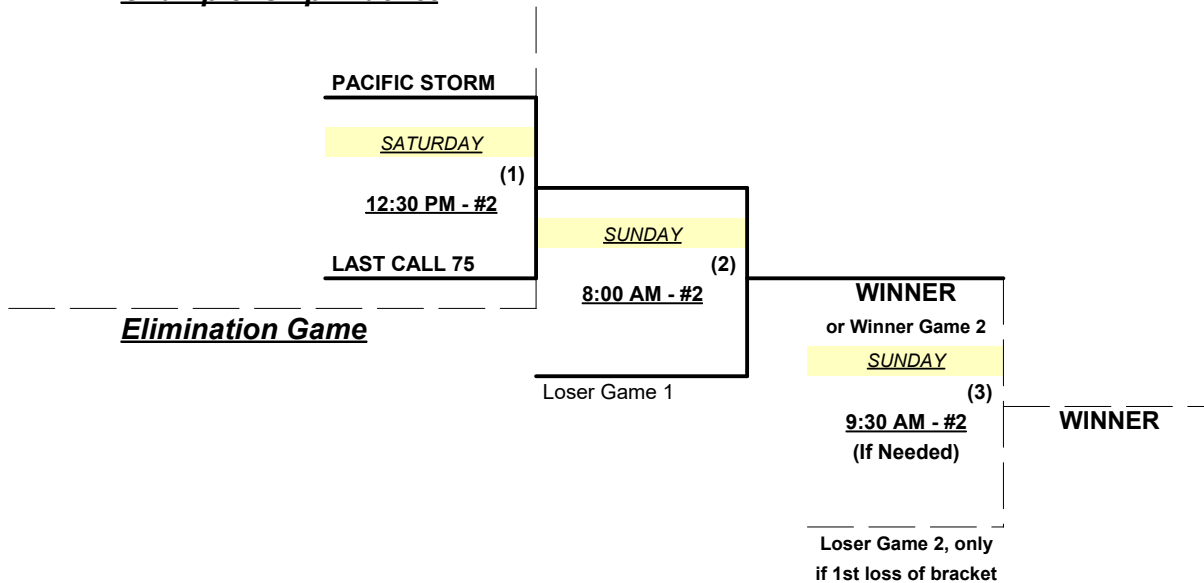 PACIFIC STORM
SATURDAY
(1)
12:30 PM - #2
SUNDAY
LAST CALL 75
(2)
8:00 AM - #2
WINNER
Elimination Game
or Winner Game 2
SUNDAY
Loser Game 1
(3)
9:30 AM - #2
WINNER
(If Needed)
Loser Game 2, only
if 1st loss of bracket